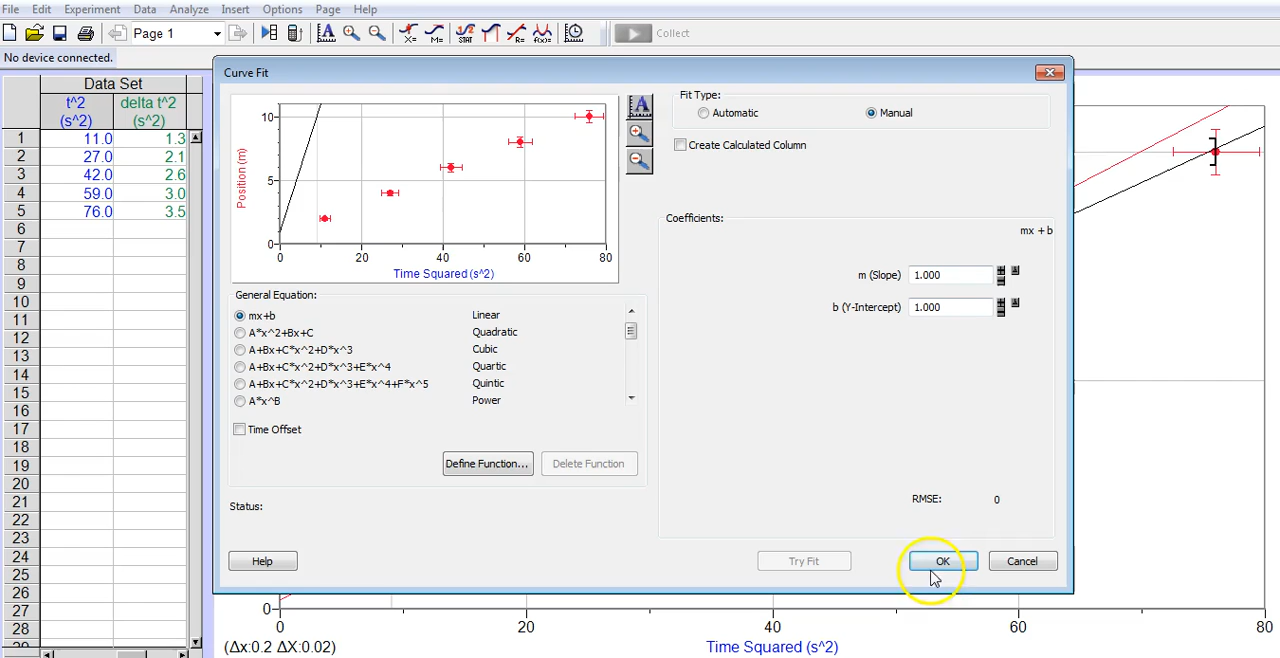 File Edit Experiment Data Analyze Insert Options Page Help
Page 1 Collect
No device connected.
Data Set
t^2 delta t^2
(s^2) (s^2)
1 11.0 1.3
2 27.0 2.1
3 42.0 2.6
4 59.0 3.0
5 76.0 3.5
6
7
8
9
10
11
12
13
14
15
16
17
18
19
20
21
22
23
24
25
26
27
28
Curve Fit
Position (m)
10
5
0
0 20 40 60 80
Time Squared (s^2)
Fit Type:
Automatic Manual
Create Calculated Column
General Equation:
mx+b Linear
A*x^2+Bx+C Quadratic
A+Bx+C*x^2+D*x^3 Cubic
A+Bx+C*x^2+D*x^3+E*x^4 Quartic
A+Bx+C*x^2+D*x^3+E*x^4+F*x^5 Quintic
A*x^B Power
Time Offset
Define Function... Delete Function
Status:
Coefficients:
mx + b
m (Slope) 1.000
b (Y-Intercept) 1.000
RMSE: 0
Help Try Fit OK Cancel
0
0 20 40 60 80
(Δx:0.2 ΔX:0.02) Time Squared (s^2)